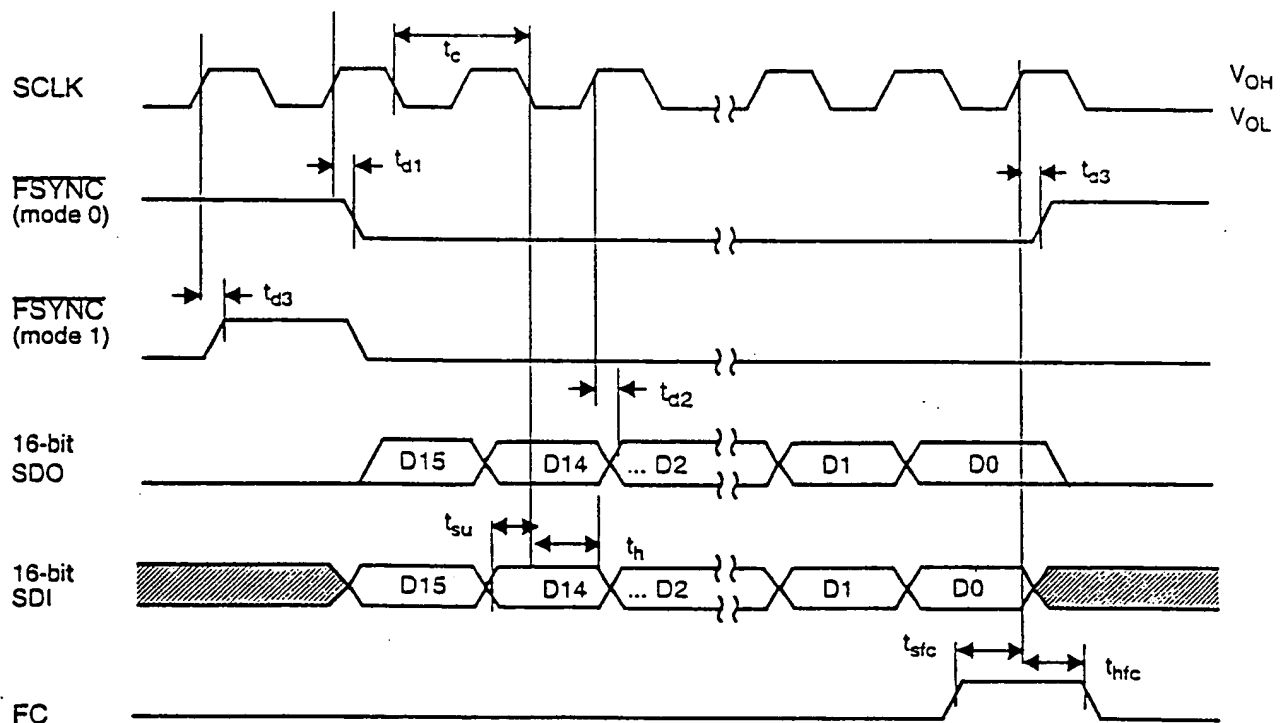 t_c
SCLK
V_OH
V_OL
t_d1
t_d3
FSYNC
(mode 0)
t_d3
FSYNC
(mode 1)
t_d2
16-bit
SDO
D15
D14
... D2
D1
D0
t_su
t_h
16-bit
SDI
D15
D14
... D2
D1
D0
t_sfc
t_hfc
FC